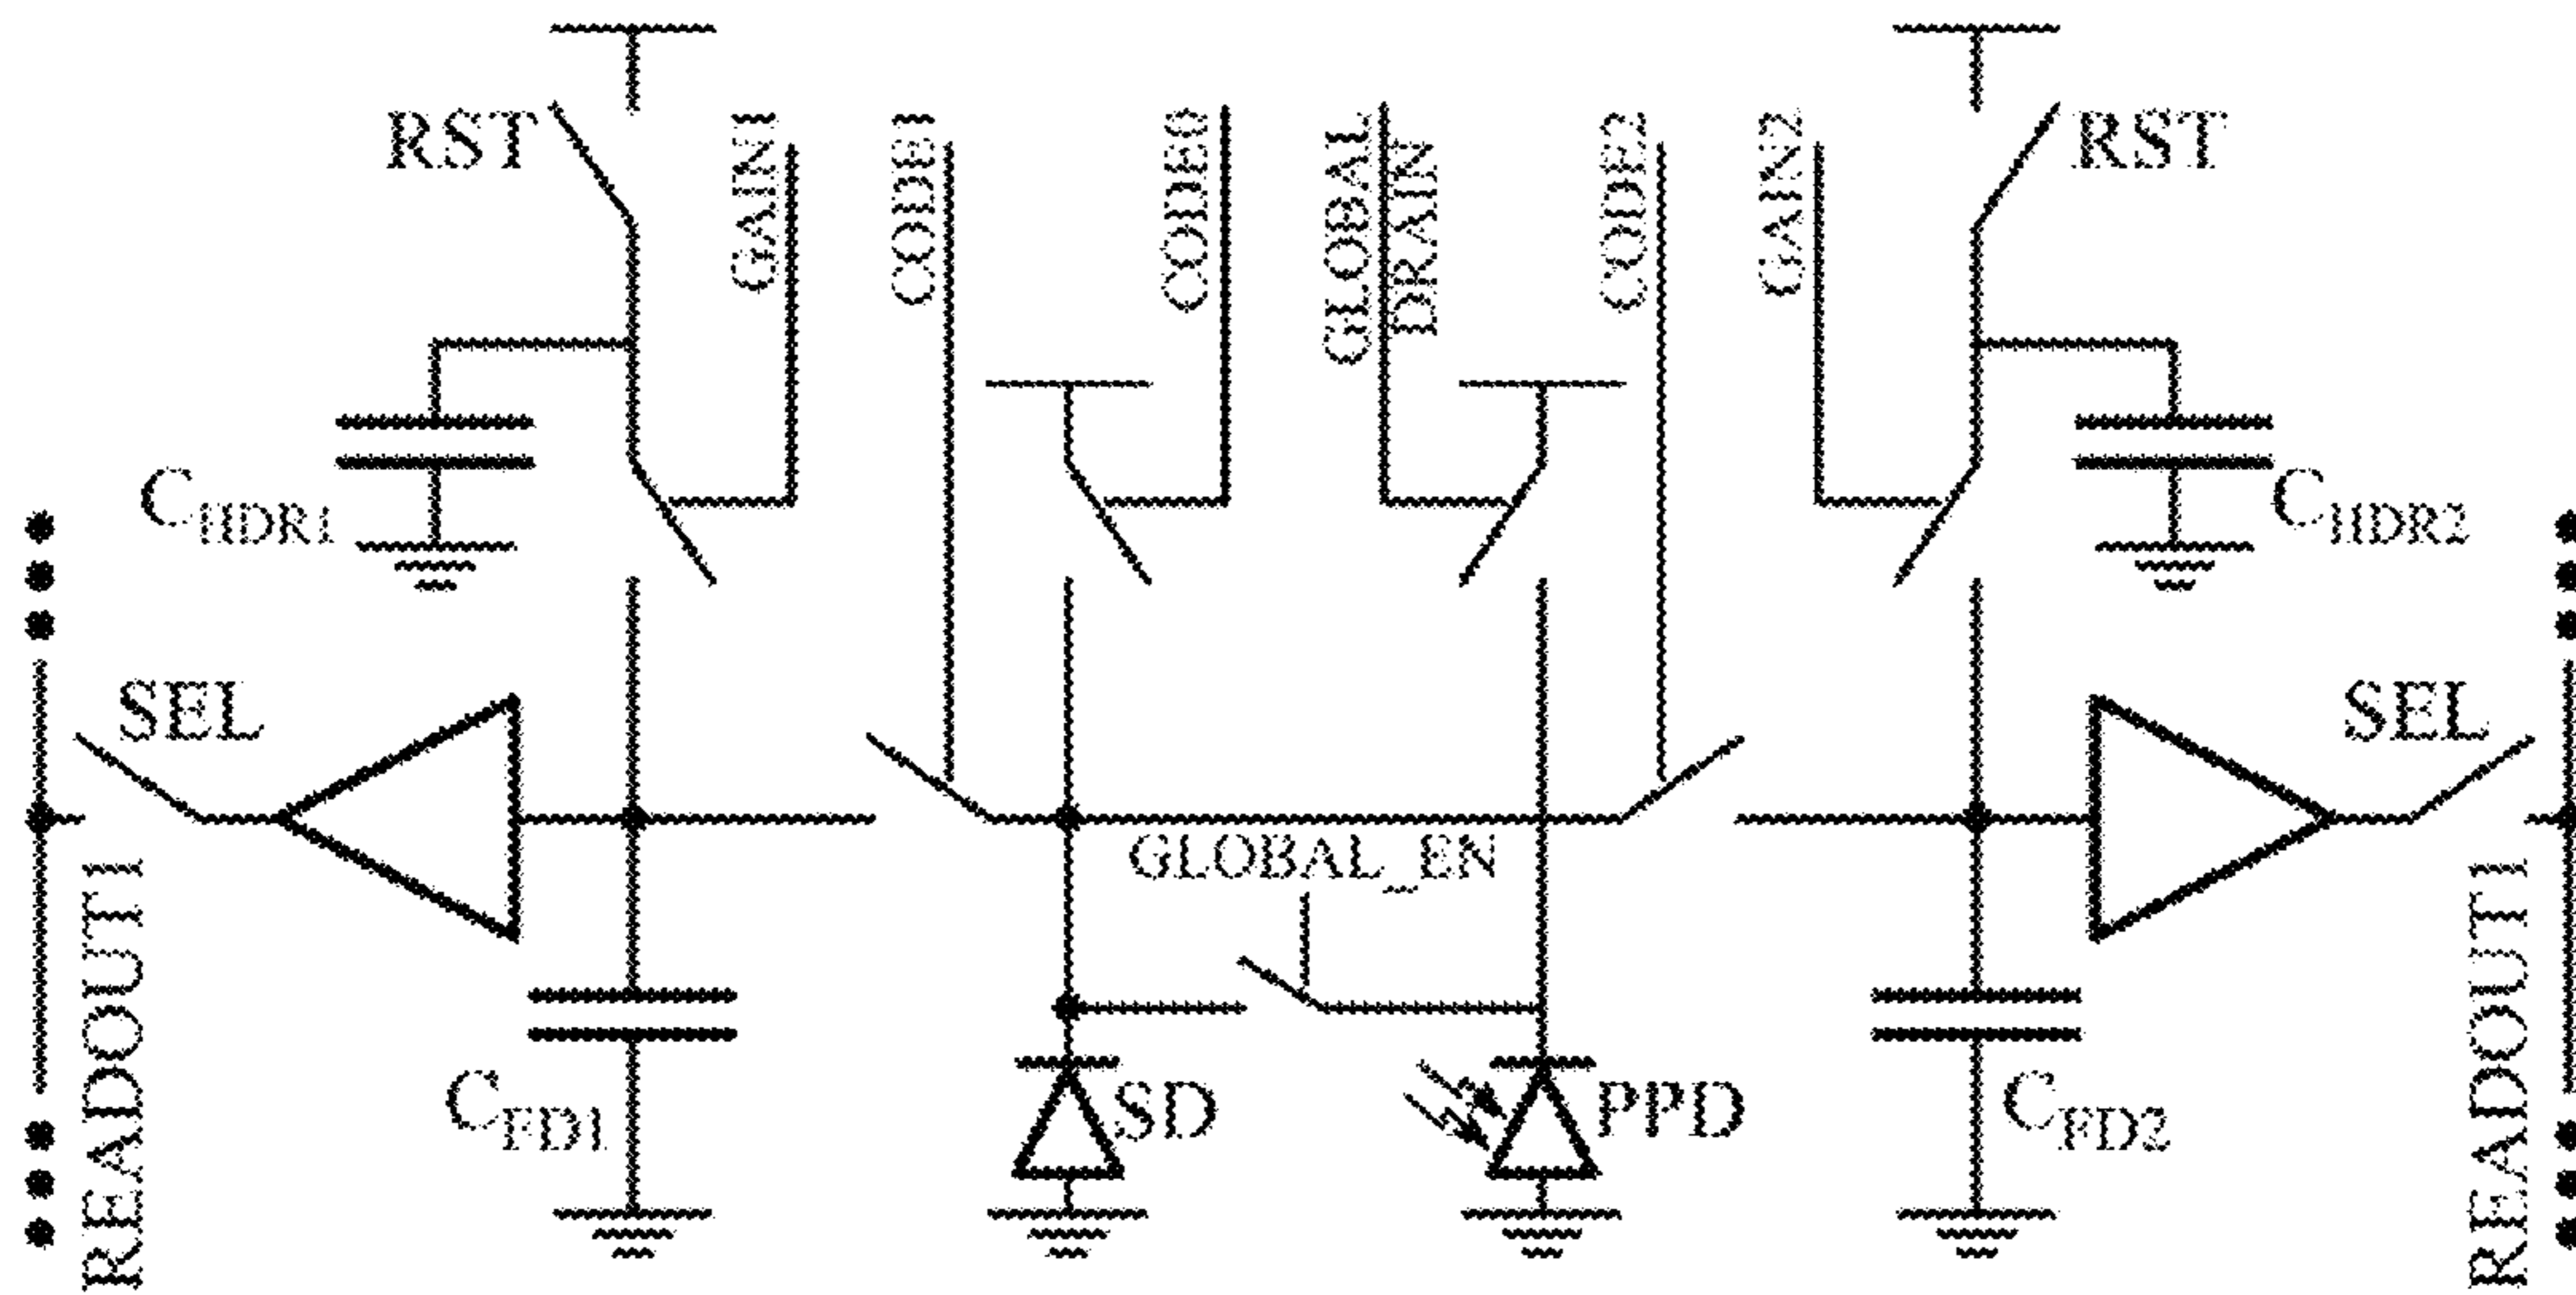 RST
GAIN1
CODE1
CODE0
GLOBAL
DRAIN
CODE2
GAIN2
RST
CHDR1
CHDR2
SEL
SEL
GLOBAL_EN
READOUT1
CFD1
SD
PPD
CFD2
READOUT1